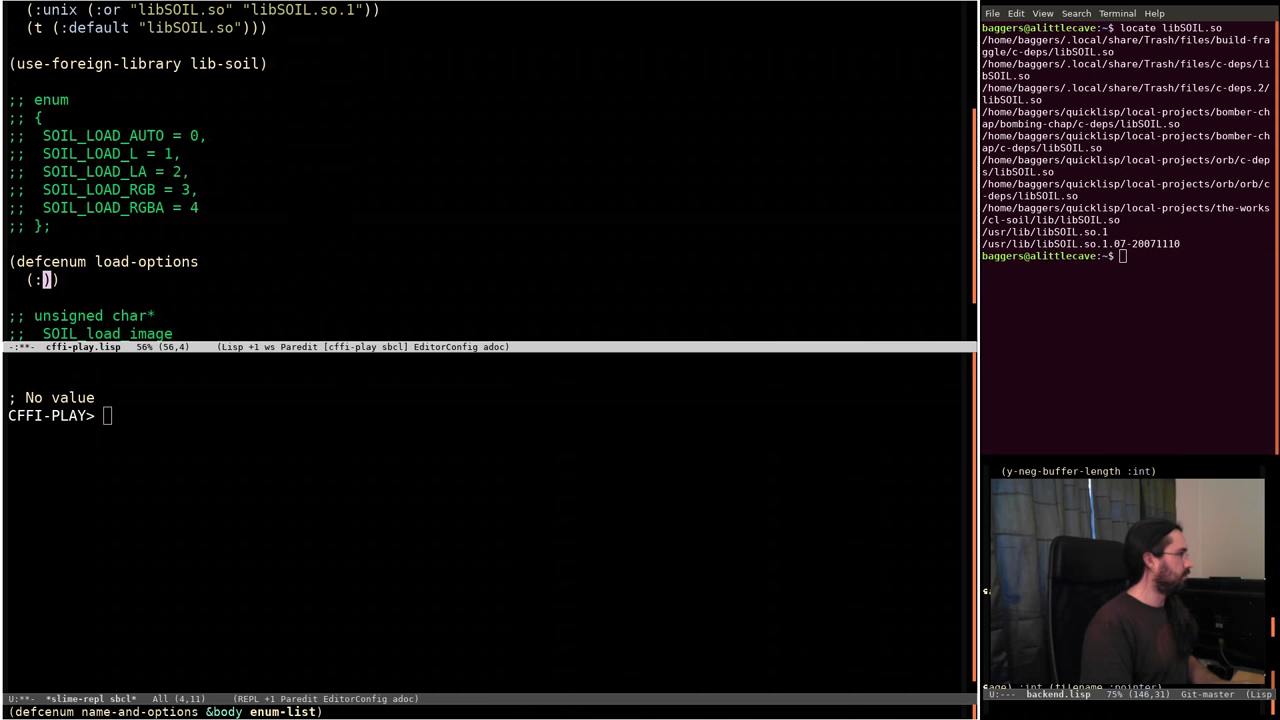 (:unix (:or "libSOIL.so" "libSOIL.so.1"))
(t (:default "libSOIL.so")))
(use-foreign-library lib-soil)
;; enum
;; {
;;  SOIL_LOAD_AUTO = 0,
;;  SOIL_LOAD_L = 1,
;;  SOIL_LOAD_LA = 2,
;;  SOIL_LOAD_RGB = 3,
;;  SOIL_LOAD_RGBA = 4
;; };
(defcenum load-options
(:))
;; unsigned char*
;;  SOIL_load_image
-:**-  cffi-play.lisp   56% (56,4)     (Lisp +1 ws Paredit [cffi-play sbcl] EditorConfig adoc)
; No value
CFFI-PLAY>
U:**-  *slime-repl sbcl*   All (4,11)     (REPL +1 Paredit EditorConfig adoc)
(defcenum name-and-options &body enum-list)
File Edit View Search Terminal Help
baggers@alittlecave:~$ locate libSOIL.so
/home/baggers/.local/share/Trash/files/build-fra
ggle/c-deps/libSOIL.so
/home/baggers/.local/share/Trash/files/c-deps/li
bSOIL.so
/home/baggers/.local/share/Trash/files/c-deps.2/
libSOIL.so
/home/baggers/quicklisp/local-projects/bomber-ch
ap/bombing-chap/c-deps/libSOIL.so
/home/baggers/quicklisp/local-projects/bomber-ch
ap/c-deps/libSOIL.so
/home/baggers/quicklisp/local-projects/orb/c-dep
s/libSOIL.so
/home/baggers/quicklisp/local-projects/orb/orb/c
-deps/libSOIL.so
/home/baggers/quicklisp/local-projects/the-works
/cl-soil/lib/libSOIL.so
/usr/lib/libSOIL.so.1
/usr/lib/libSOIL.so.1.07-20071110
baggers@alittlecave:~$
(y-neg-buffer-length :int)
:int (filename :pointer)
U:---  backend.lisp   75% (146,31)   Git-master  (Lisp